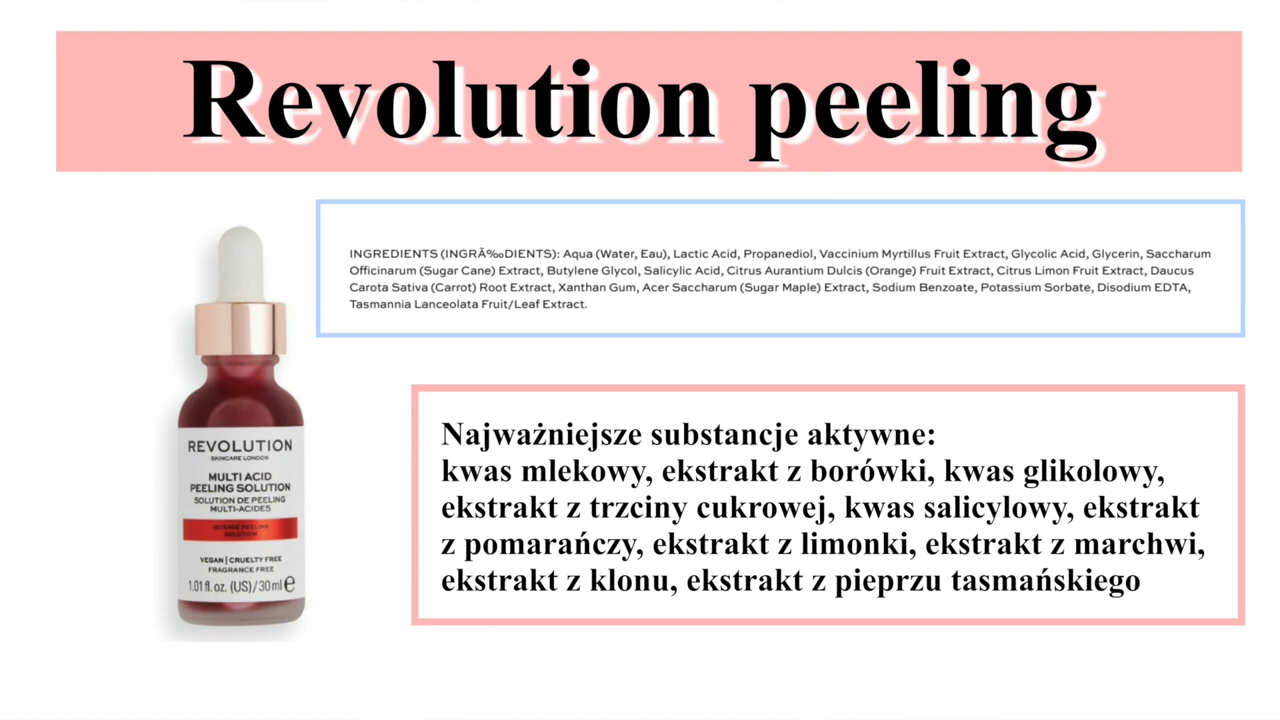 Revolution peeling
INGREDIENTS (INGRÃ‰DIENTS): Aqua (Water, Eau), Lactic Acid, Propanediol, Vaccinium Myrtillus Fruit Extract, Glycolic Acid, Glycerin, Saccharum
Officinarum (Sugar Cane) Extract, Butylene Glycol, Salicylic Acid, Citrus Aurantium Dulcis (Orange) Fruit Extract, Citrus Limon Fruit Extract, Daucus
Carota Sativa (Carrot) Root Extract, Xanthan Gum, Acer Saccharum (Sugar Maple) Extract, Sodium Benzoate, Potassium Sorbate, Disodium EDTA,
Tasmannia Lanceolata Fruit/Leaf Extract.
REVOLUTION
SKINCARE LONDON
MULTI ACID
PEELING SOLUTION
SOLUTION DE PEELING
MULTI-ACIDES
INTENSE PEELING
SOLUTION
VEGAN | CRUELTY FREE
FRAGRANCE FREE
1.01 fl. oz. (US)/30 ml e
Najważniejsze substancje aktywne:
kwas mlekowy, ekstrakt z borówki, kwas glikolowy,
ekstrakt z trzciny cukrowej, kwas salicylowy, ekstrakt
z pomarańczy, ekstrakt z limonki, ekstrakt z marchwi,
ekstrakt z klonu, ekstrakt z pieprzu tasmańskiego